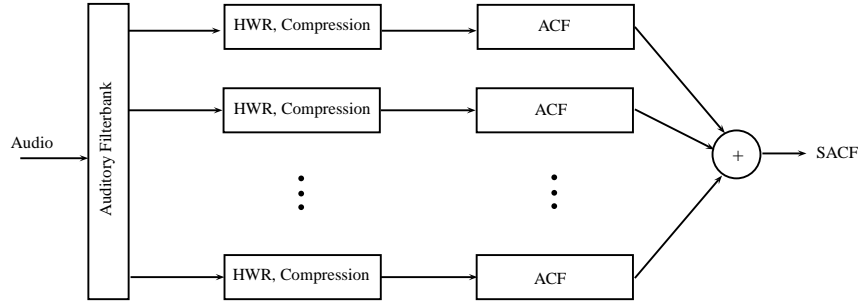 HWR, Compression
ACF
HWR, Compression
ACF
Audio
Auditory Filterbank
+
SACF
HWR, Compression
ACF